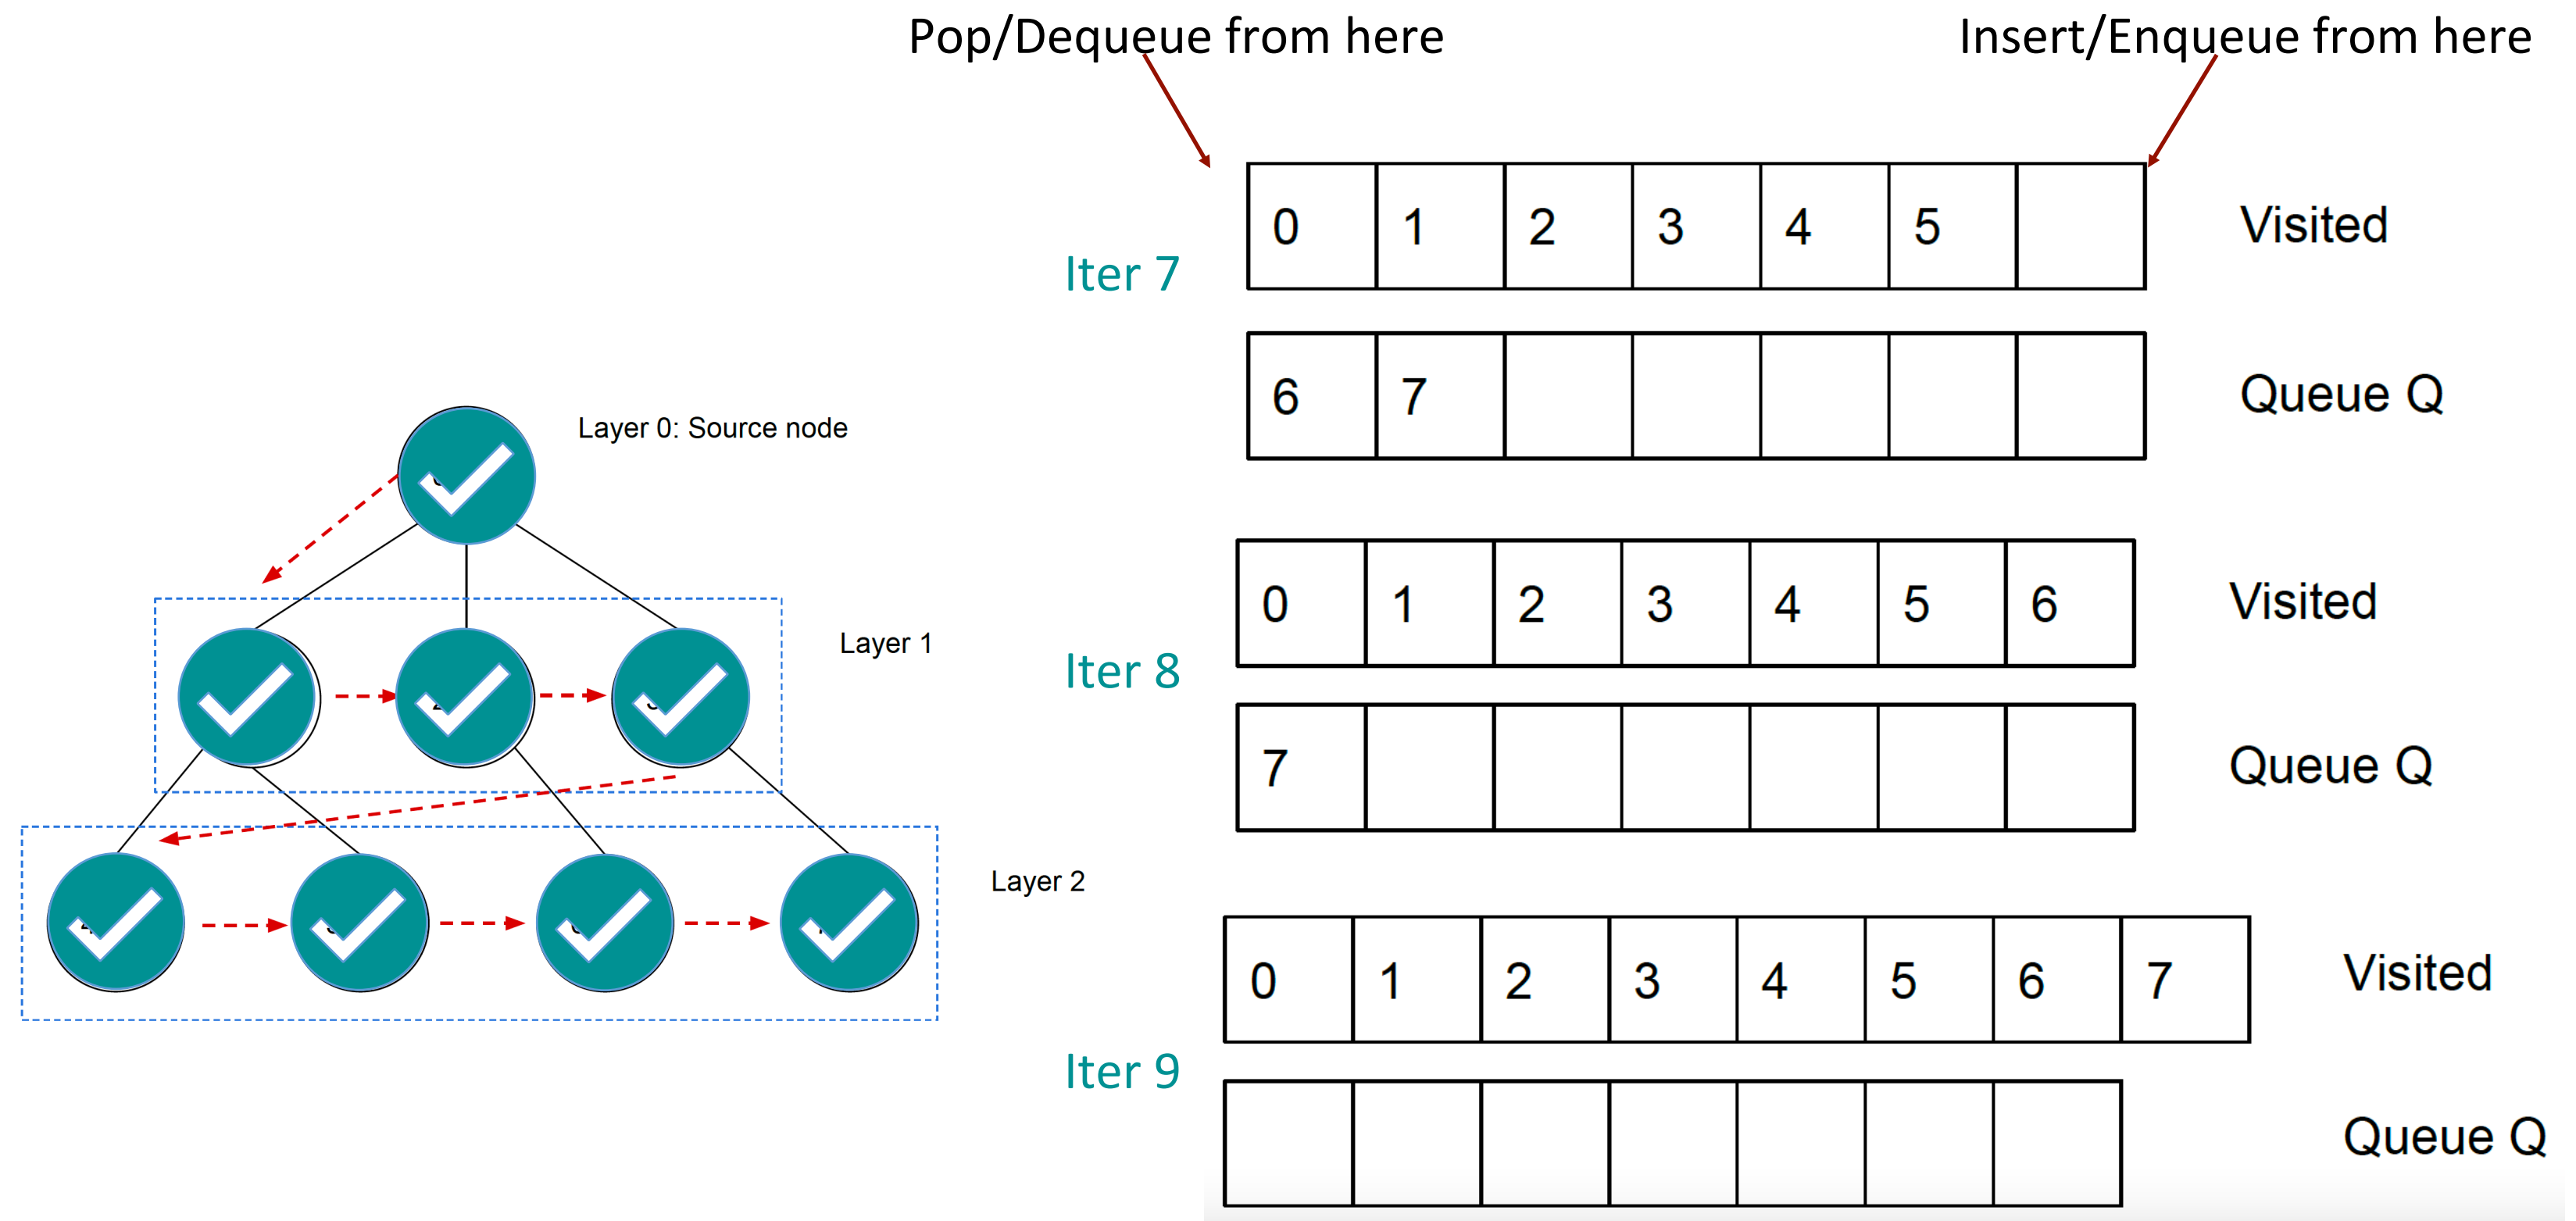 Pop/Dequeue from here
Insert/Enqueue from here
0 1 2 3 4 5
Visited
Iter 7
6 7
Queue Q
Layer 0: Source node
0 1 2 3 4 5 6
Visited
Layer 1
Iter 8
7
Queue Q
Layer 2
0 1 2 3 4 5 6 7
Visited
Iter 9
Queue Q